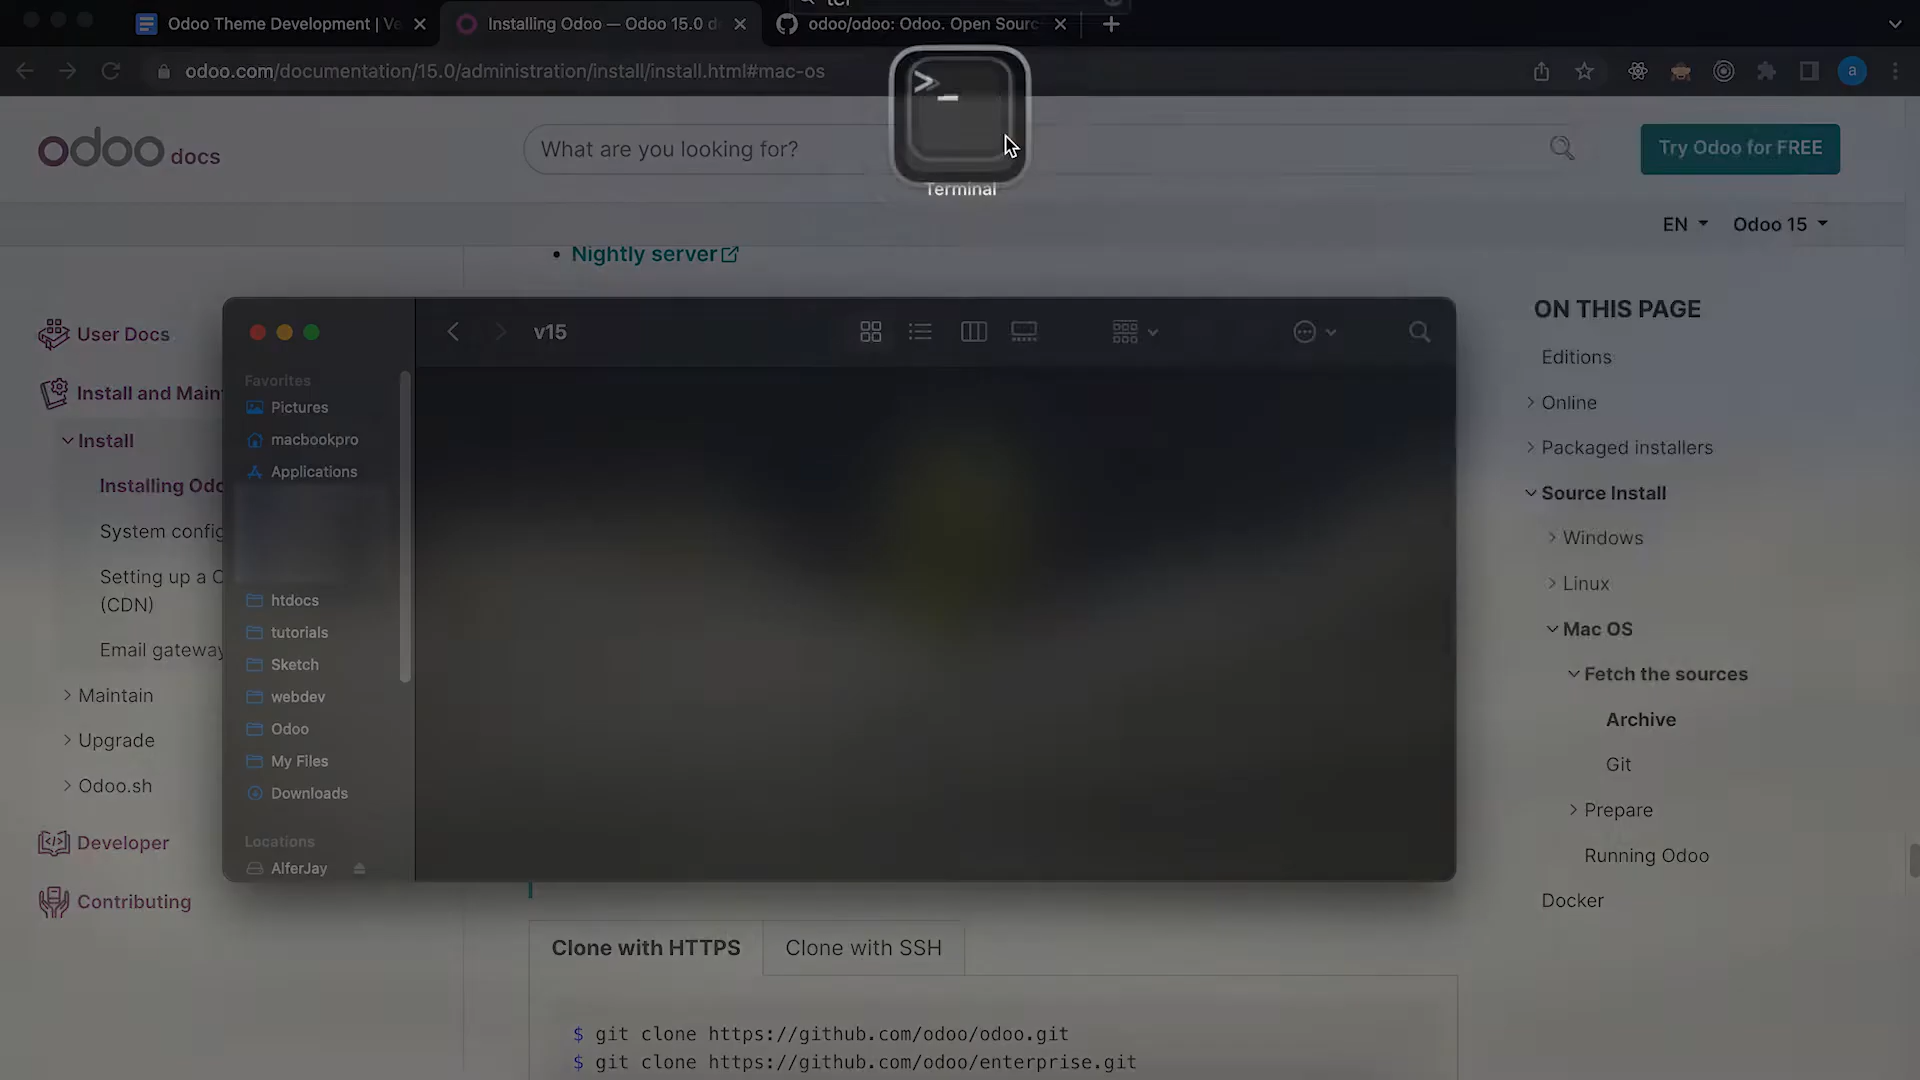 Odoo Theme Development | Ve
Installing Odoo — Odoo 15.0 d
odoo/odoo: Odoo. Open Sourc
odoo.com/documentation/15.0/administration/install/install.html#mac-os
a
>_
Terminal
odoo docs
What are you looking for?
Try Odoo for FREE
EN
Odoo 15
Nightly server
User Docs
Install and Main
Install
Installing Odo
System config
Setting up a C
(CDN)
Email gateway
Maintain
Upgrade
Odoo.sh
Developer
Contributing
v15
Favorites
Pictures
macbookpro
Applications
htdocs
tutorials
Sketch
webdev
Odoo
My Files
Downloads
Locations
AlferJay
ON THIS PAGE
Editions
Online
Packaged installers
Source Install
Windows
Linux
Mac OS
Fetch the sources
Archive
Git
Prepare
Running Odoo
Docker
Clone with HTTPS
Clone with SSH
$ git clone https://github.com/odoo/odoo.git
$ git clone https://github.com/odoo/enterprise.git